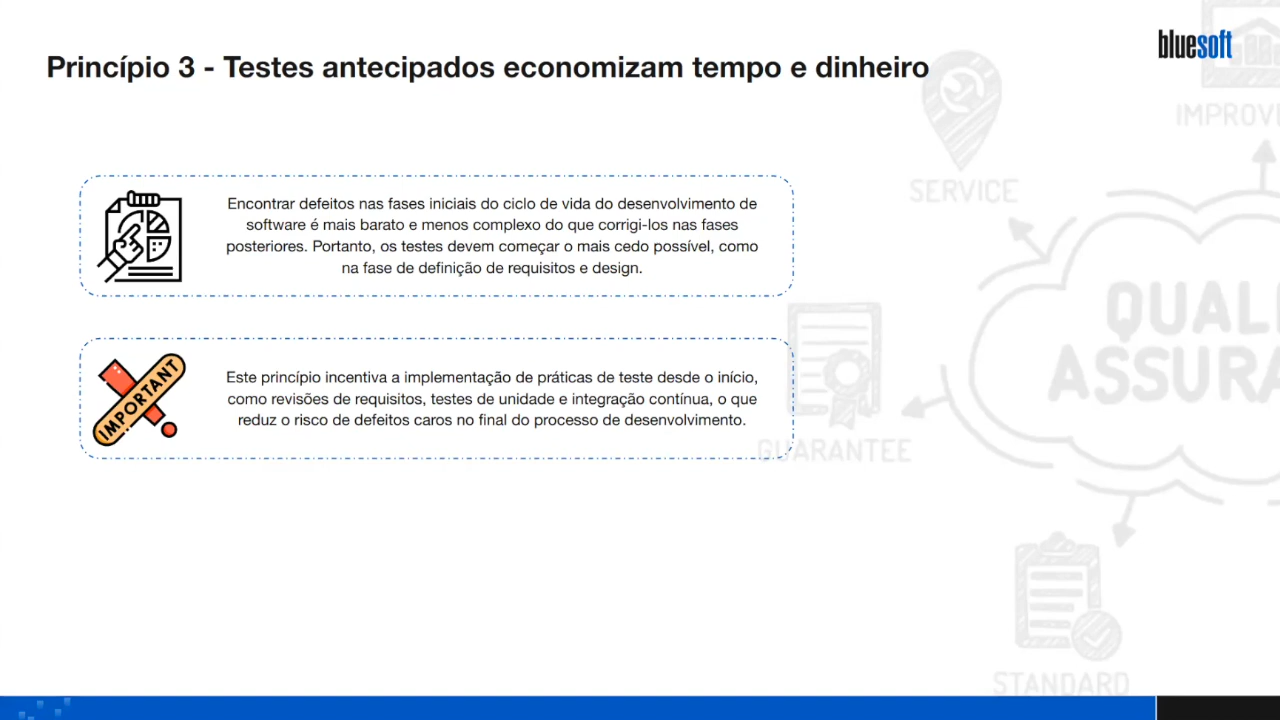 bluesoft
Princípio 3 - Testes antecipados economizam tempo e dinheiro
IMPROVE
SERVICE
Encontrar defeitos nas fases iniciais do ciclo de vida do desenvolvimento de
software é mais barato e menos complexo do que corrigi-los nas fases
posteriores. Portanto, os testes devem começar o mais cedo possível, como
na fase de definição de requisitos e design.
QUALI
ASSURA
IMPORTANT
Este princípio incentiva a implementação de práticas de teste desde o início,
como revisões de requisitos, testes de unidade e integração contínua, o que
reduz o risco de defeitos caros no final do processo de desenvolvimento.
GUARANTEE
STANDARD